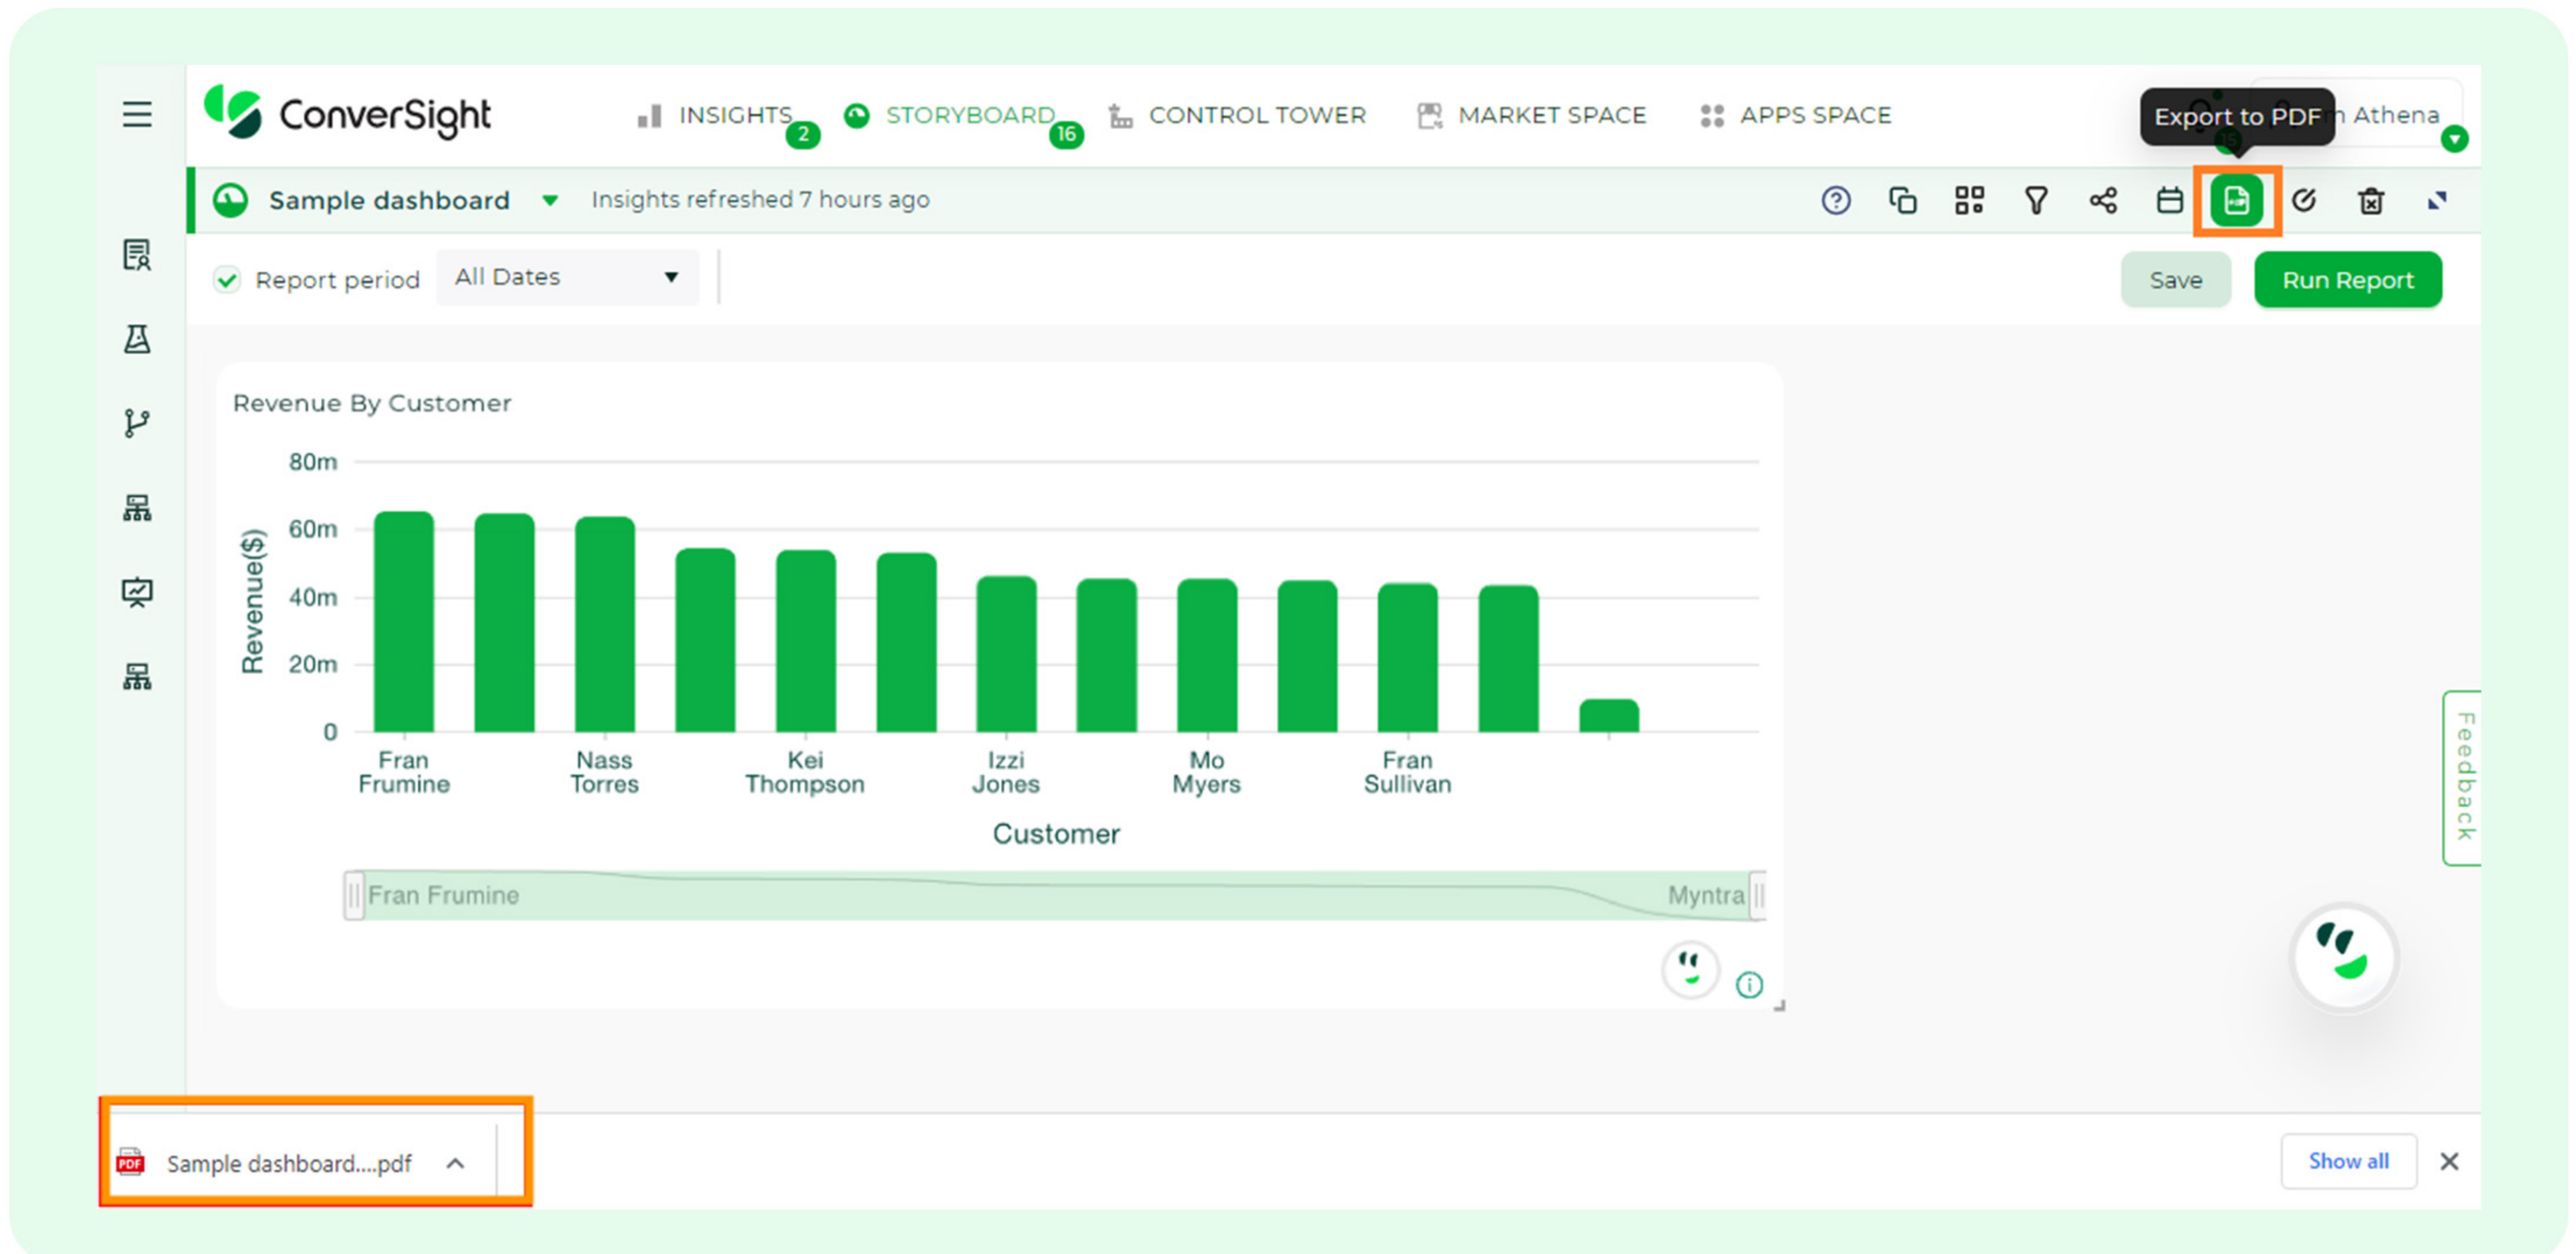 ConverSight
INSIGHTS
2
STORYBOARD
16
CONTROL TOWER
MARKET SPACE
APPS SPACE
Export to PDF
Athena
15
Sample dashboard
Insights refreshed 7 hours ago
Report period
All Dates
Save
Run Report
Revenue By Customer
80m
60m
40m
20m
0
Revenue($)
Fran
Frumine
Nass
Torres
Kei
Thompson
Izzi
Jones
Mo
Myers
Fran
Sullivan
Customer
Fran Frumine
Myntra
Feedback
PDF
Sample dashboard....pdf
Show all